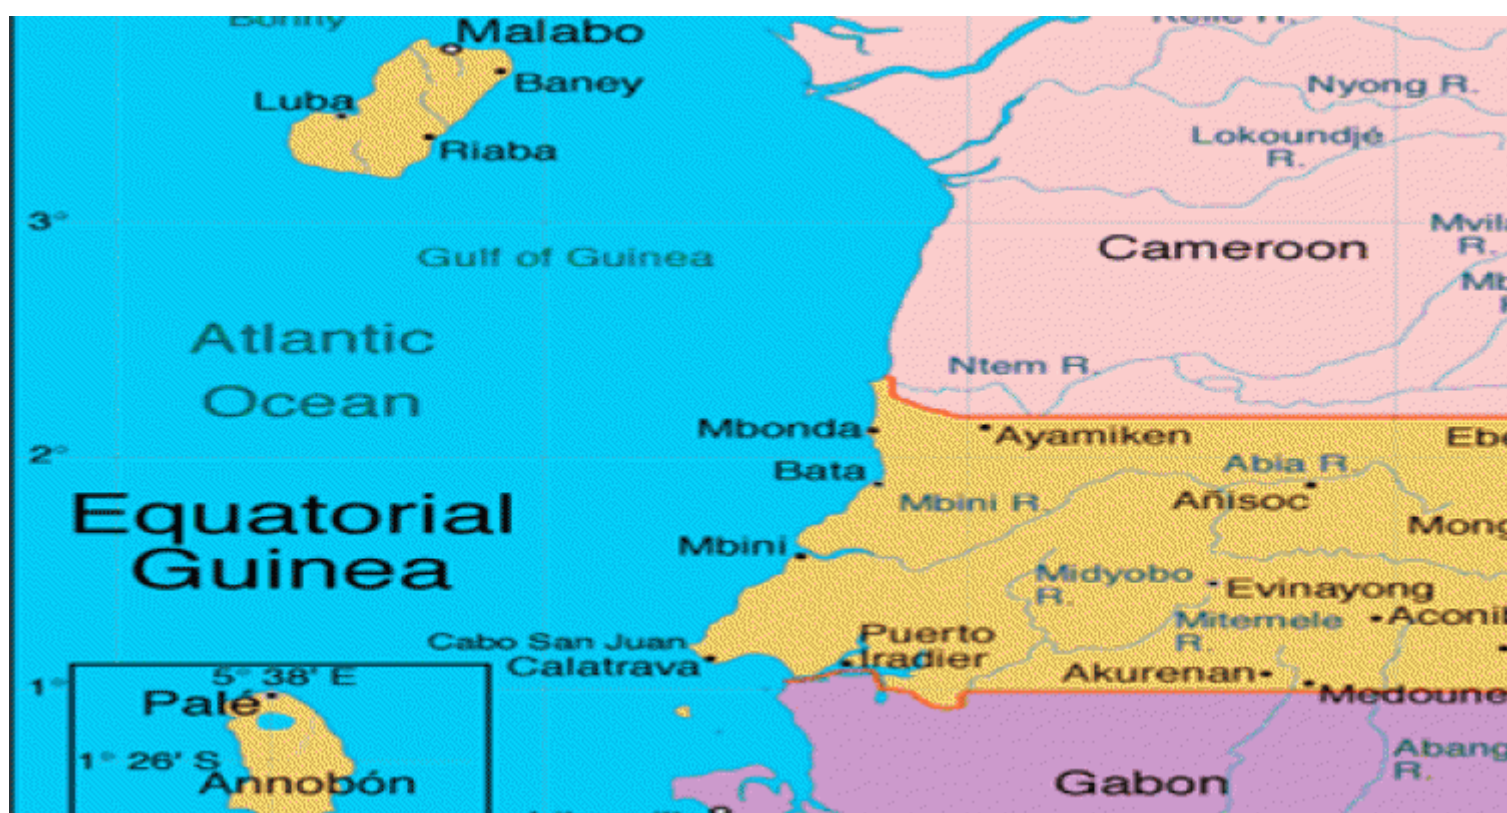 Bonny
Malabo
Baney
Luba
Riaba
Nyong R.
Lokoundjé
R.
3°
Gulf of Guinea
Cameroon
R.
Atlantic
Ocean
Ntem R.
Mbonda
Ayamiken
2°
Bata
Abia R.
Mbini R.
Añisoc
Equatorial
Guinea
Mbini
Midyobo
R.
Evinayong
Mitemele
R.
Cabo San Juan
Calatrava
Puerto
Iradier
Akurenan
Medoune
1°
5° 38' E
Palé
1° 26' S
Annobón
Gabon
R.